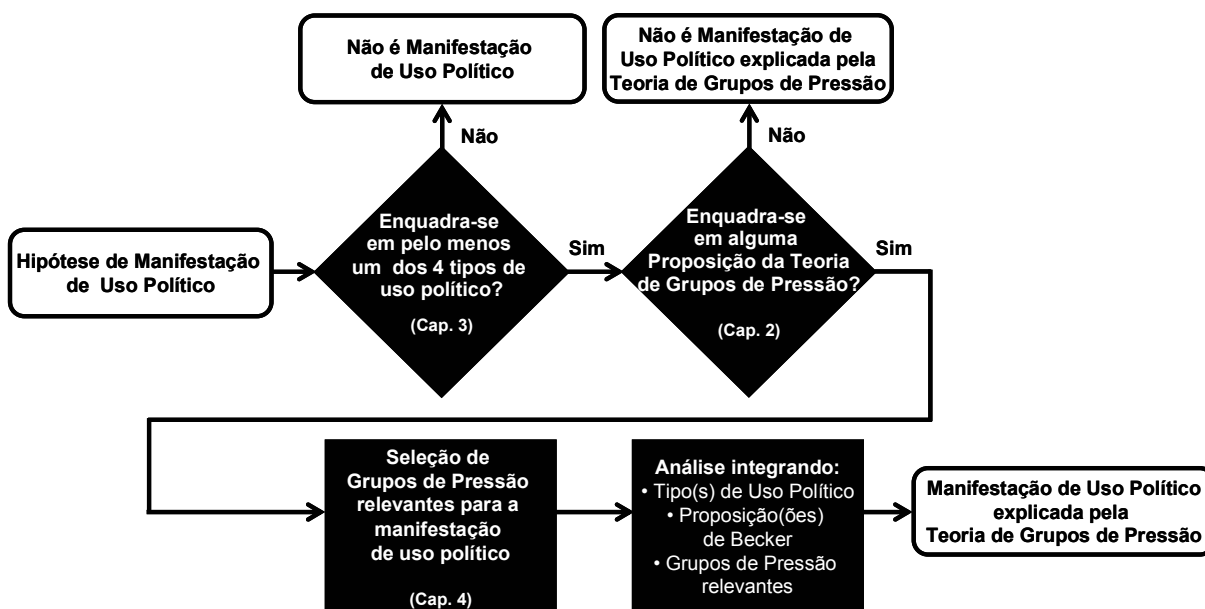 Não é Manifestação
de Uso Político
Não é Manifestação de
Uso Político explicada pela
Teoria de Grupos de Pressão
Não
Não
Hipótese de Manifestação
de Uso Político
Enquadra-se
em pelo menos
um dos 4 tipos de
uso político?
(Cap. 3)
Sim
Enquadra-se
em alguma
Proposição da Teoria
de Grupos de Pressão?
(Cap. 2)
Sim
Seleção de
Grupos de Pressão
relevantes para a
manifestação
de uso político
(Cap. 4)
Análise integrando:
• Tipo(s) de Uso Político
• Proposição(ões)
de Becker
• Grupos de Pressão
relevantes
Manifestação de Uso Político
explicada pela
Teoria de Grupos de Pressão